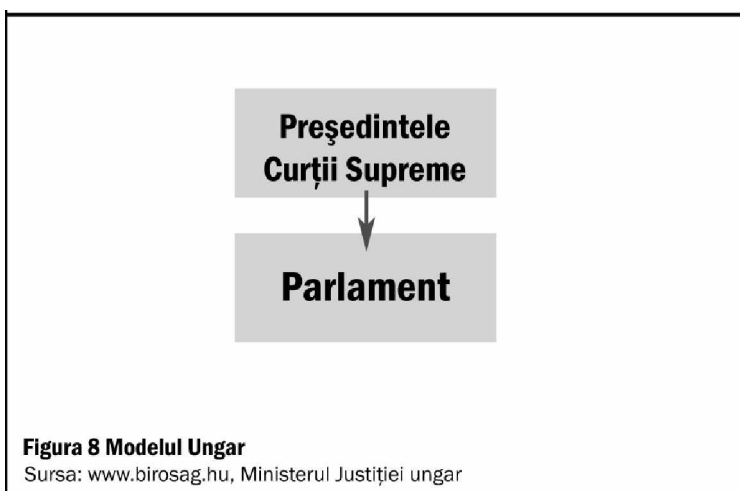 Preşedintele
Curţii Supreme
Parlament
Figura 8 Modelul Ungar
Sursa: www.birosag.hu, Ministerul Justiţiei ungar